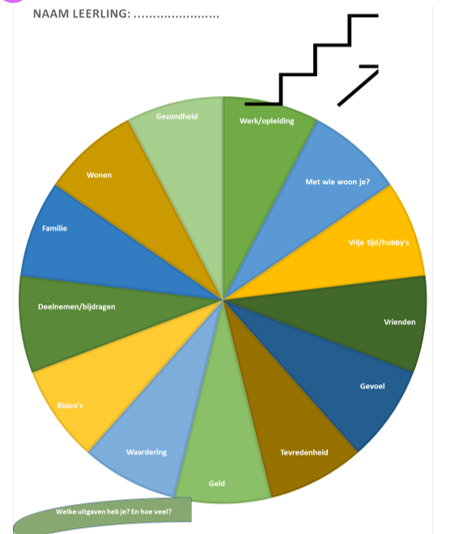 NAAM LEERLING: ......................
Gezondheid
Werk/opleiding
Met wie woon je?
Vrije tijd/hobby's
Vrienden
Gevoel
Tevredenheid
Geld
Waardering
Risico's
Deelnemen/bijdragen
Familie
Wonen
Welke uitgaven heb je? En hoe veel?